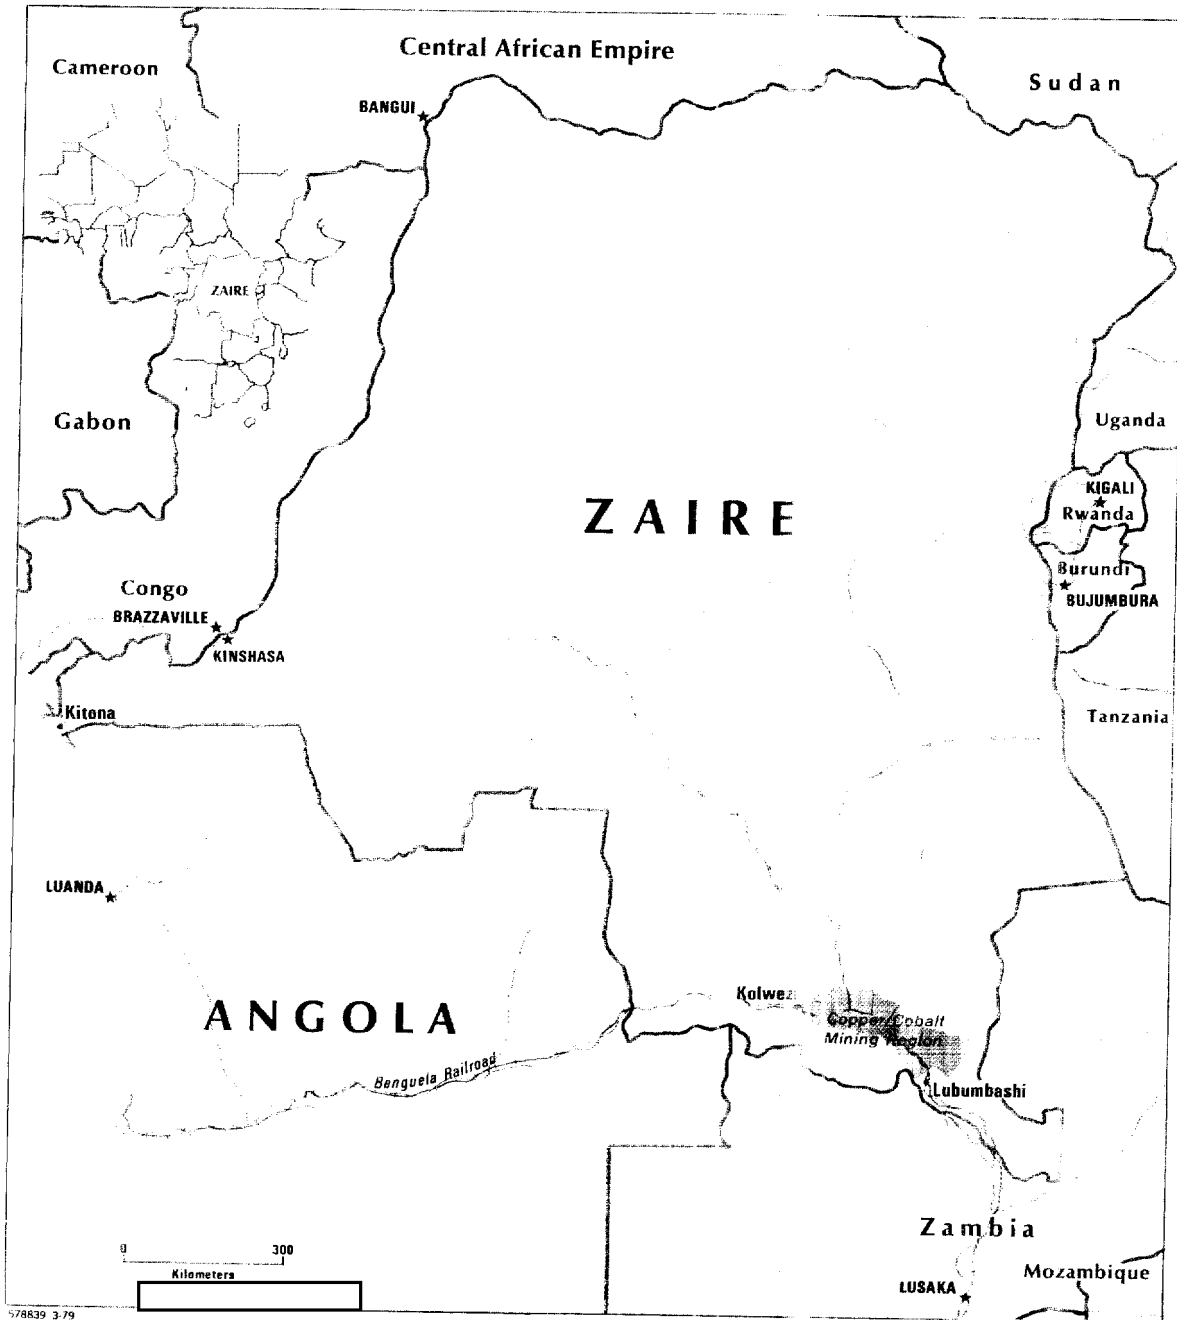 Central African Empire
Cameroon
Sudan
BANGUI
ZAIRE
Gabon
Uganda
KIGALI
Rwanda
ZAIRE
Burundi
BUJUMBURA
Congo
BRAZZAVILLE
KINSHASA
Kitona
Tanzania
LUANDA
ANGOLA
Kolwezi
Copper/Cobalt
Mining Region
Benguela Railroad
Lubumbashi
Zambia
0 300
Kilometers
Mozambique
LUSAKA
578839 3-79